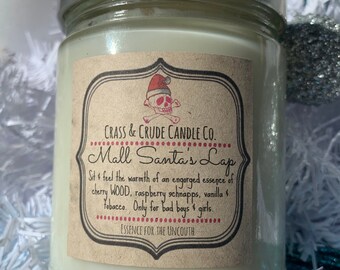 Crass & Crude Candle Co.
Mall Santa's Lap
Sit & feel the warmth of an engorged essence of
cherry WOOD, raspberry schnapps, vanilla &
tobacco. Only for bad boys & girls.
Essence for the Uncouth